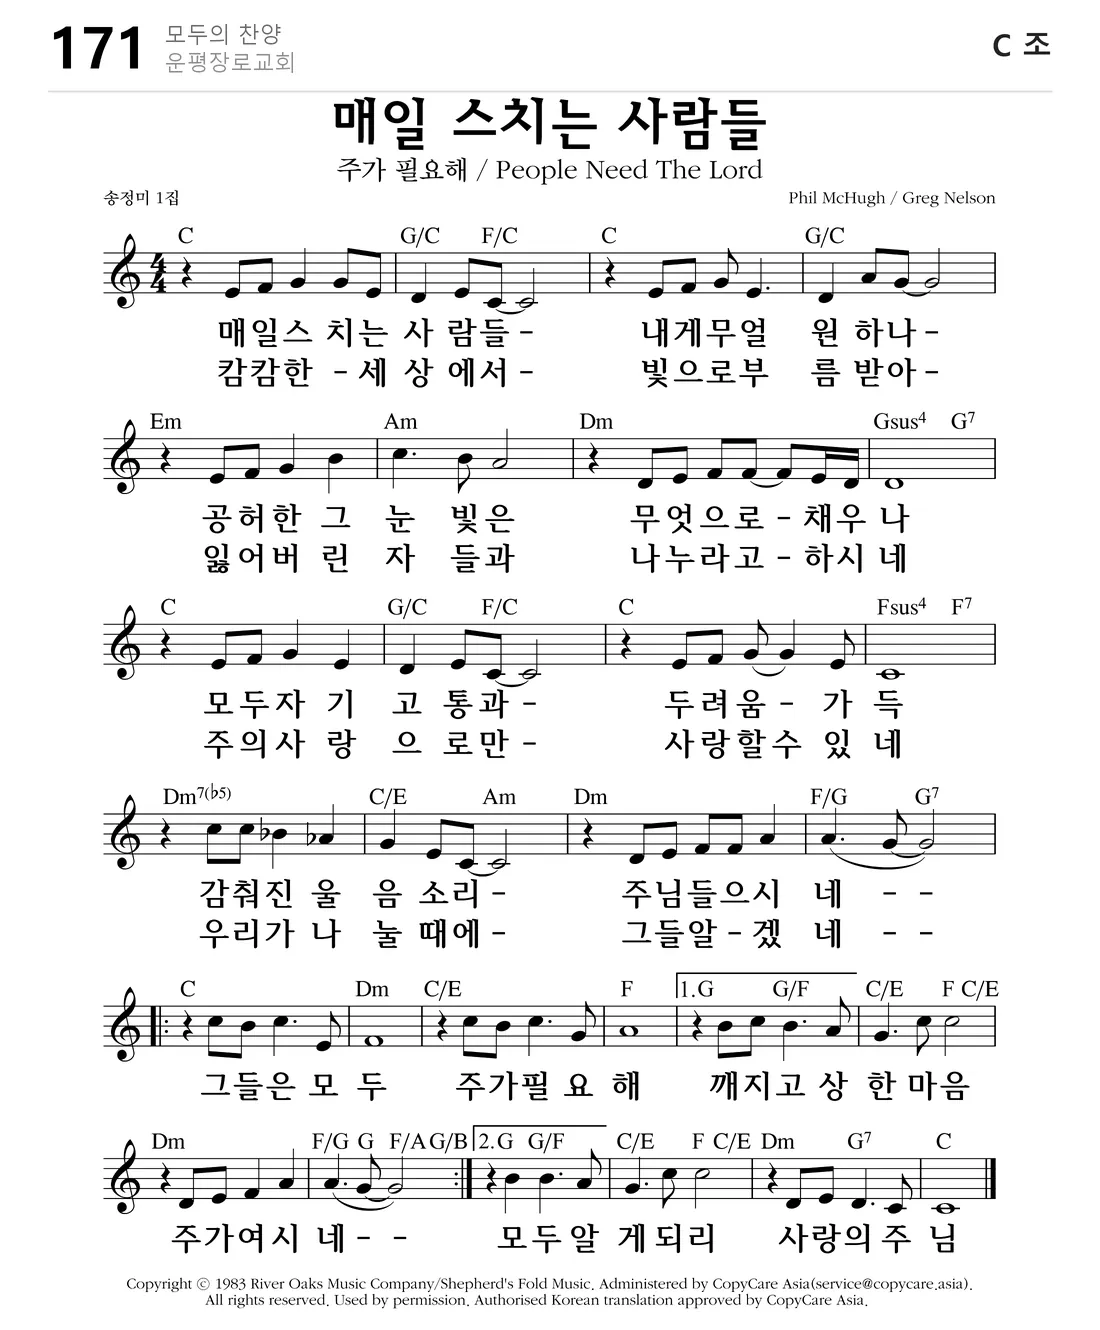 171
모두의 찬양
운평장로교회
C 조
매일 스치는 사람들
주가 필요해 / People Need The Lord
송정미 1집
Phil McHugh / Greg Nelson
C G/C F/C C G/C
매일스 치는 사 람들- 내게무얼 원 하나-
캄캄한 -세 상 에서- 빛으로부 름 받아-
Em Am Dm Gsus4 G7
공허한 그 눈 빛은 무엇으로-채우 나
잃어버 린 자 들과 나누라고-하시 네
C G/C F/C C Fsus4 F7
모두자 기 고 통과- 두려움- 가 득
주의사 랑 으 로만- 사랑할수 있 네
Dm7(♭5) C/E Am Dm F/G G7
감춰진 울 음 소리- 주님들으시 네 - -
우리가 나 눌 때에- 그들알-겠 네 - -
C Dm C/E F 1.G G/F C/E F C/E
그들은 모 두 주가필 요 해 깨지고 상 한 마음
Dm F/G G F/A G/B 2.G G/F C/E F C/E Dm G7 C
주가여시 네- - 모두알 게되리 사랑의 주 님
Copyright © 1983 River Oaks Music Company/Shepherd's Fold Music. Administered by CopyCare Asia(service@copycare.asia).
All rights reserved. Used by permission. Authorised Korean translation approved by CopyCare Asia.